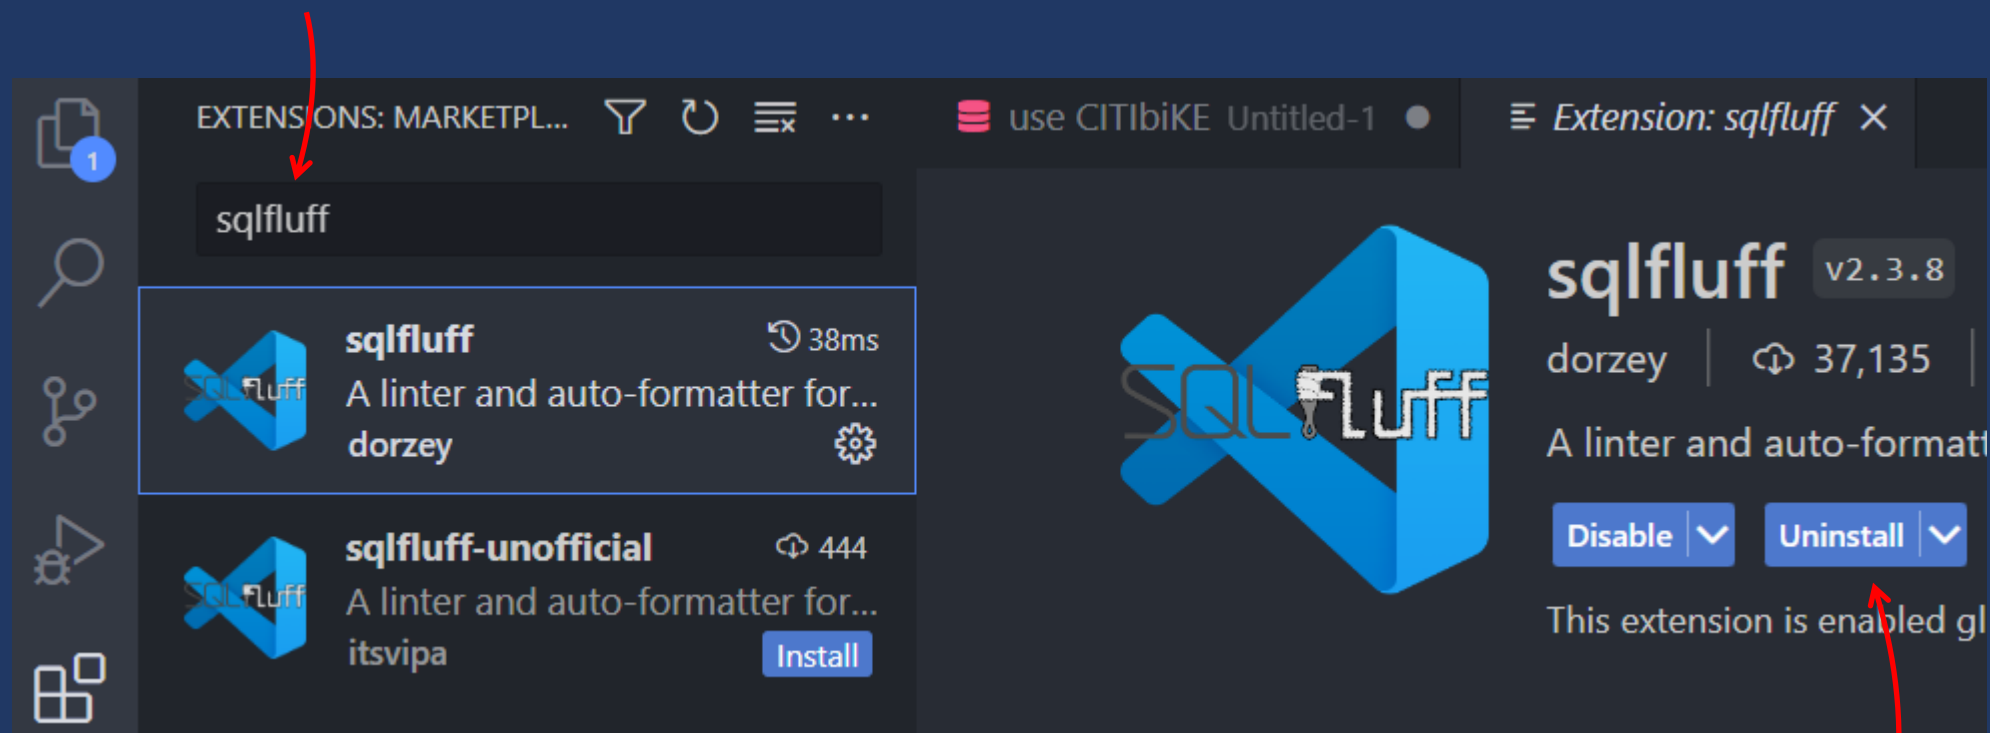 EXTENSIONS: MARKETPL...
use CITIbiKE Untitled-1
Extension: sqlfluff
1
sqlfluff
sqlfluff 38ms
A linter and auto-formatter for...
dorzey
SQLfluff
sqlfluff-unofficial 444
A linter and auto-formatter for...
itsvipa
Install
SQLfluff
SQLfluff
sqlfluff v2.3.8
dorzey 37,135
A linter and auto-formatt
Disable Uninstall
This extension is enabled gl